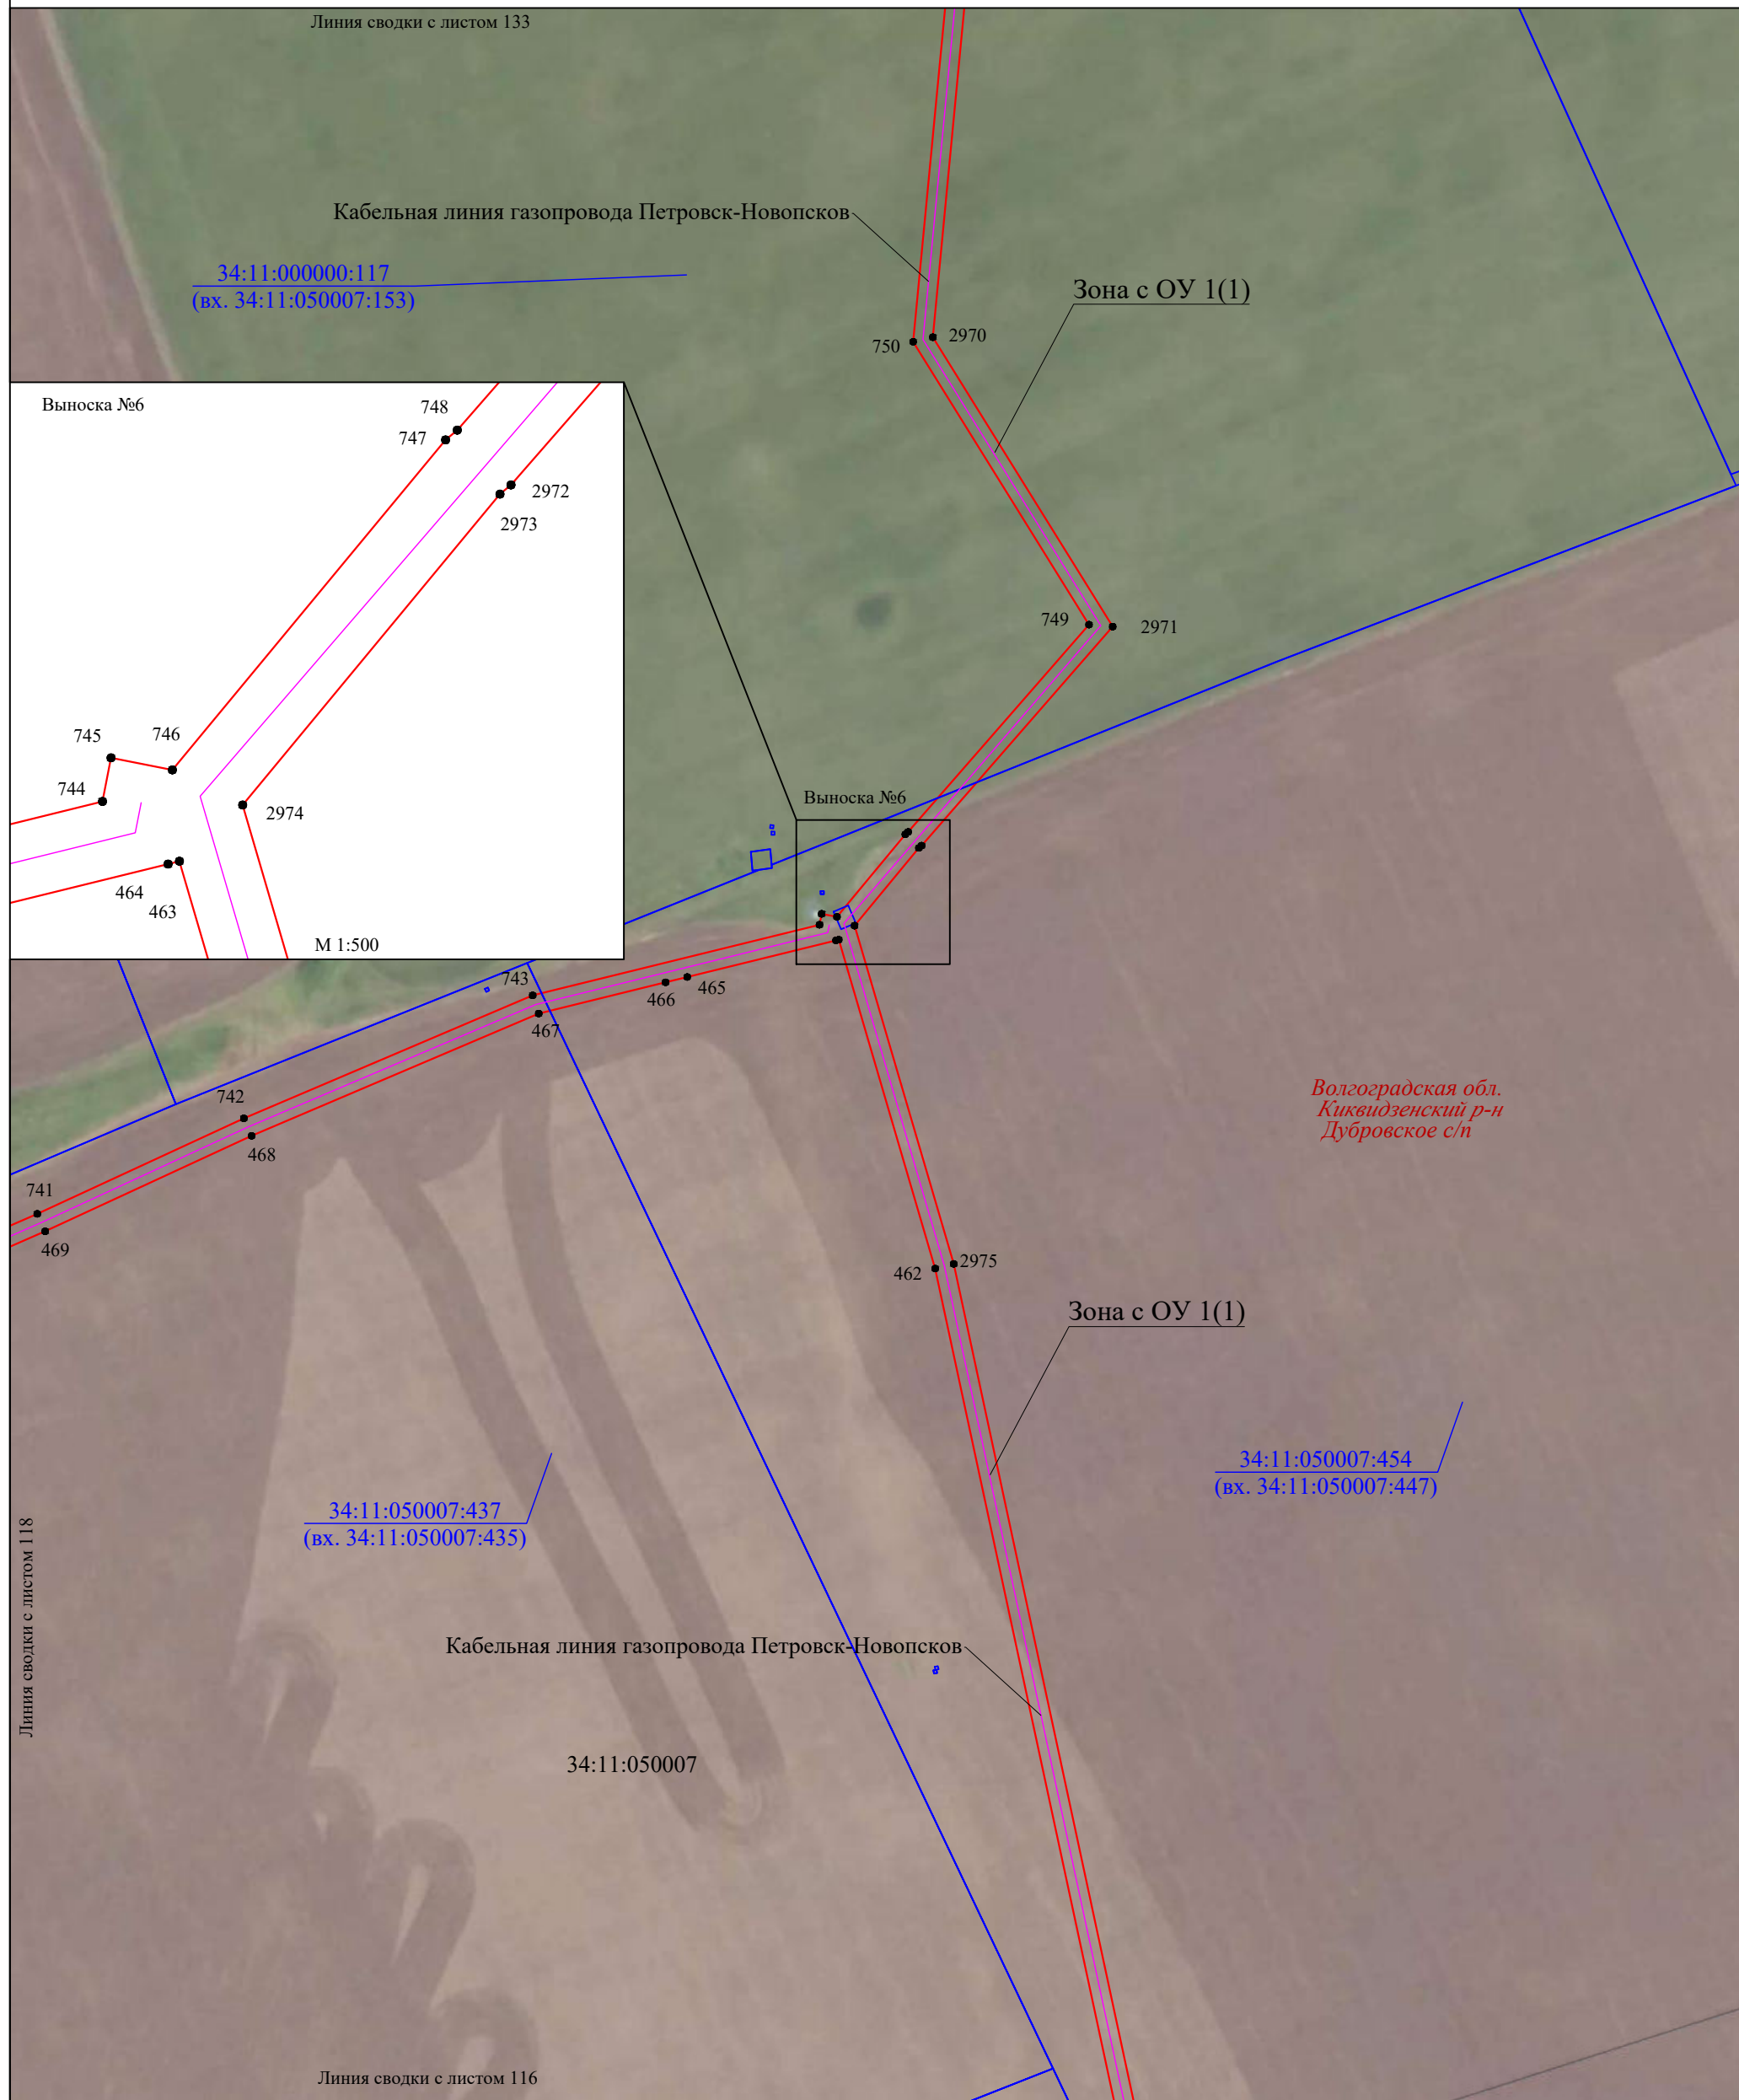 Линия сводки с листом 133
Кабельная линия газопровода Петровск-Новопсков
34:11:000000:117
(вх. 34:11:050007:153)
Зона с ОУ 1(1)
750
2970
Выноска №6
748
747
2972
2973
745
746
744
2974
464
463
М 1:500
749
2971
Выноска №6
743
466
465
467
742
468
741
469
Волгоградская обл.
Киквидзенский р-н
Дубровское с/п
462
2975
Зона с ОУ 1(1)
34:11:050007:454
(вх. 34:11:050007:447)
34:11:050007:437
(вх. 34:11:050007:435)
Линия сводки с листом 118
Кабельная линия газопровода Петровск-Новопсков
34:11:050007
Линия сводки с листом 116